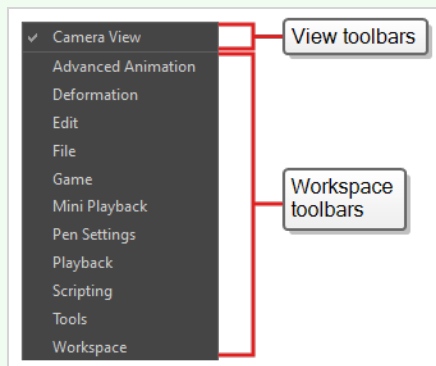 Camera View
Advanced Animation
Deformation
Edit
File
Game
Mini Playback
Pen Settings
Playback
Scripting
Tools
Workspace
View toolbars
Workspace
toolbars